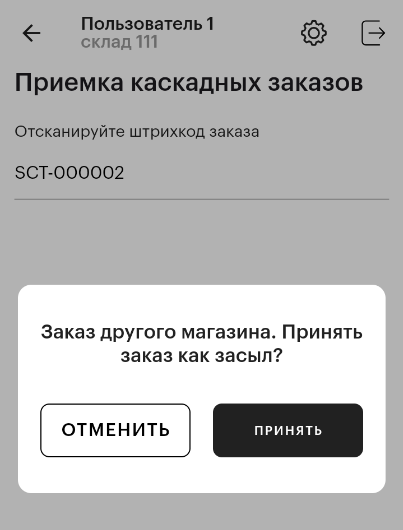 Пользователь 1
склад 111
Приемка каскадных заказов
Отсканируйте штрихкод заказа
SCT-000002
Заказ другого магазина. Принять
заказ как засыл?
ОТМЕНИТЬ
ПРИНЯТЬ